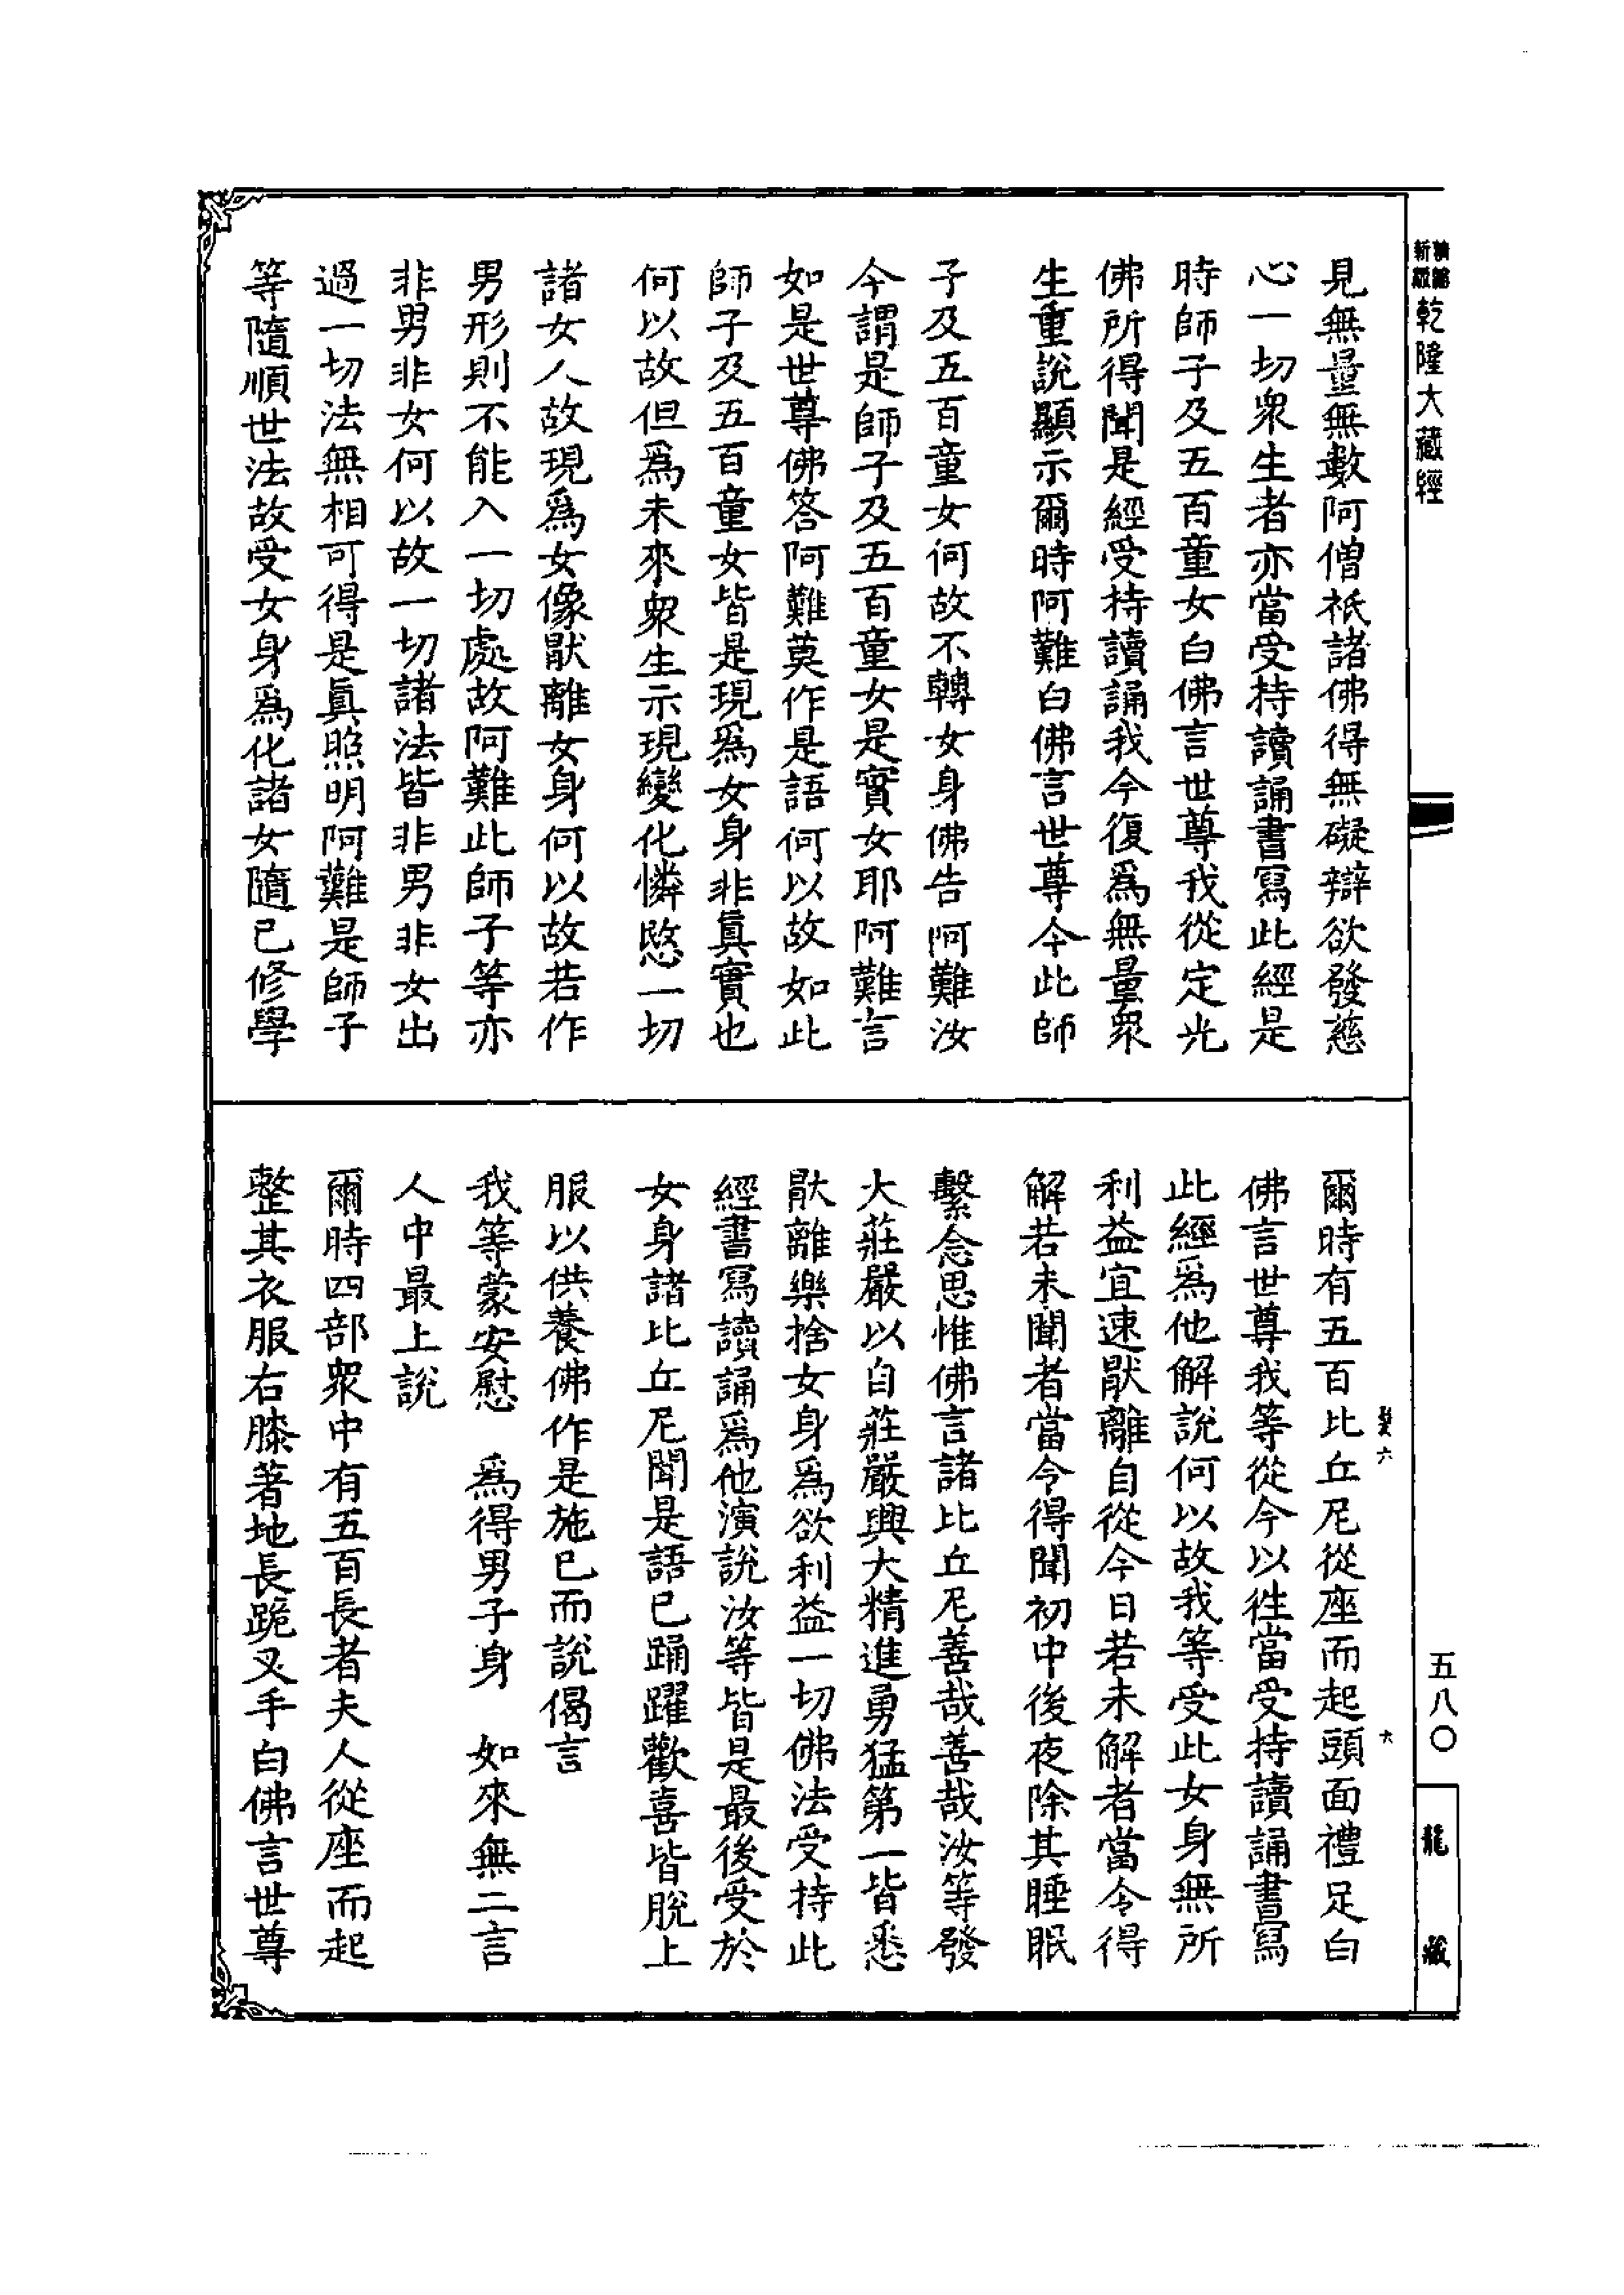 乾隆大藏經
見無量無數阿僧祇諸佛得無礙辯欲發慈
心一切衆生者亦當受持讀誦書寫此經是
時師子及五百童女白佛言世尊我從定光
佛所得聞是經受持讀誦我今復爲無量衆
生重說顯示爾時阿難白佛言世尊今此師
子及五百童女何故不轉女身佛告阿難汝
今謂是師子及五百童女是實女耶阿難言
如是世尊佛答阿難莫作是語何以故如此
師子及五百童女皆是現爲女身非真實也
何以故但爲未來衆生示現變化憐愍一切
諸女人故現爲女像猒離女身何以故若作
男形則不能入一切處故阿難此師子等亦
非男非女何以故一切諸法皆非男非女出
過一切法無相可得是真照明阿難是師子
等隨順世法故受女身爲化諸女隨已修學
爾時有五百比丘尼從座而起頭面禮足白
佛言世尊我等從今以往當受持讀誦書寫
此經爲他解說何以故我等受此女身無所
利益宜速猒離自從今日若未解者當令得
解若未聞者當令得聞初中後夜除其睡眠
繫念思惟佛言諸比丘尼善哉善哉汝等發
大莊嚴以自莊嚴興大精進勇猛第一皆悉
猒離樂捨女身爲欲利益一切佛法受持此
經書寫讀誦爲他演說汝等皆是最後受於
女身諸比丘尼聞是語已踊躍歡喜皆脫上
服以供養佛作是施已而說偈言
我等蒙安慰　爲得男子身　如來無二言
人中最上說
爾時四部衆中有五百長者夫人從座而起
整其衣服右膝著地長跪叉手白佛言世尊
六
五八〇
龍藏